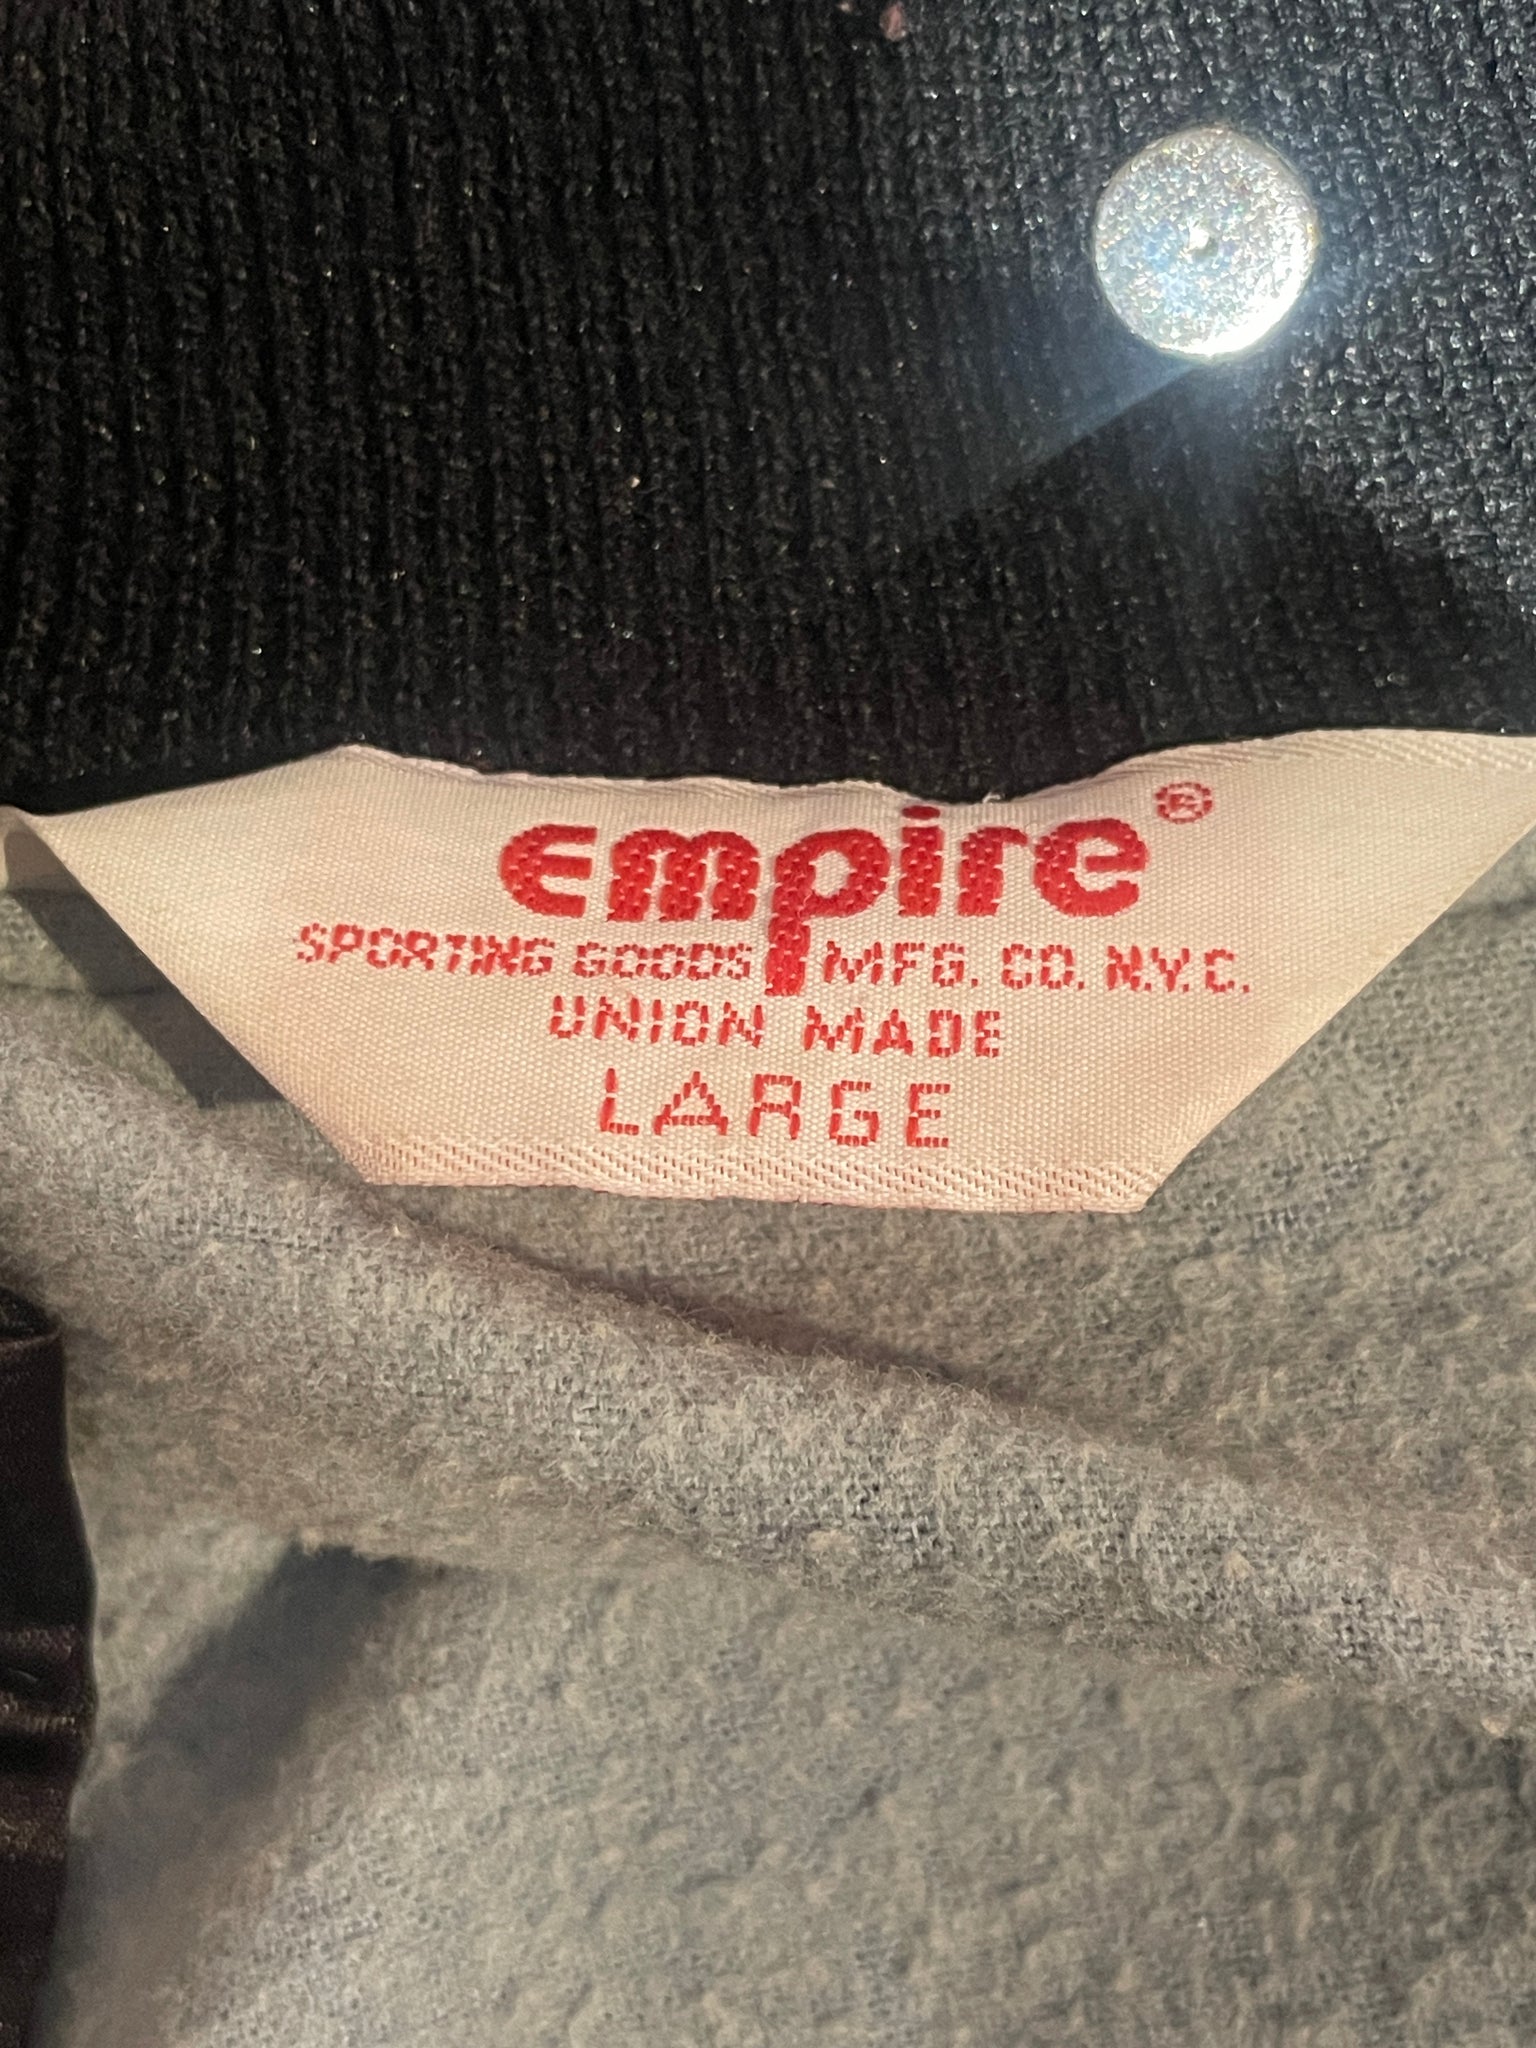 empire®
SPORTING GOODS MFG. CO. N.Y.C.
UNION MADE
LARGE